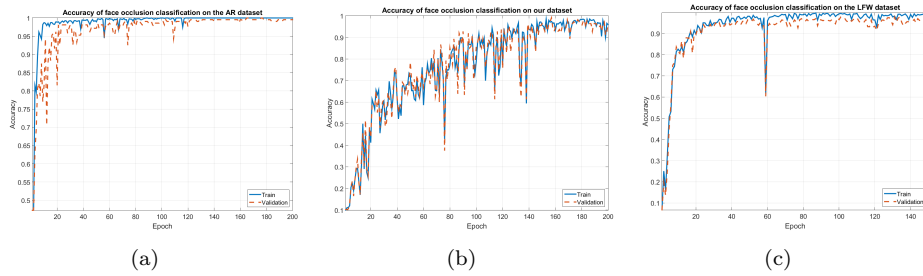 Accuracy of face occlusion classification on the AR dataset
1
0.95
0.9
0.85
0.8
0.75
0.7
0.65
0.6
0.55
0.5
Accuracy
20 40 60 80 100 120 140 160 180 200
Epoch
Train
Validation
(a)
Accuracy of face occlusion classification on our dataset
1
0.9
0.8
0.7
0.6
0.5
0.4
0.3
0.2
0.1
Accuracy
20 40 60 80 100 120 140 160 180 200
Epoch
Train
Validation
(b)
Accuracy of face occlusion classification on the LFW dataset
0.9
0.8
0.7
0.6
0.5
0.4
0.3
0.2
0.1
Accuracy
20 40 60 80 100 120 140
Epoch
Train
Validation
(c)